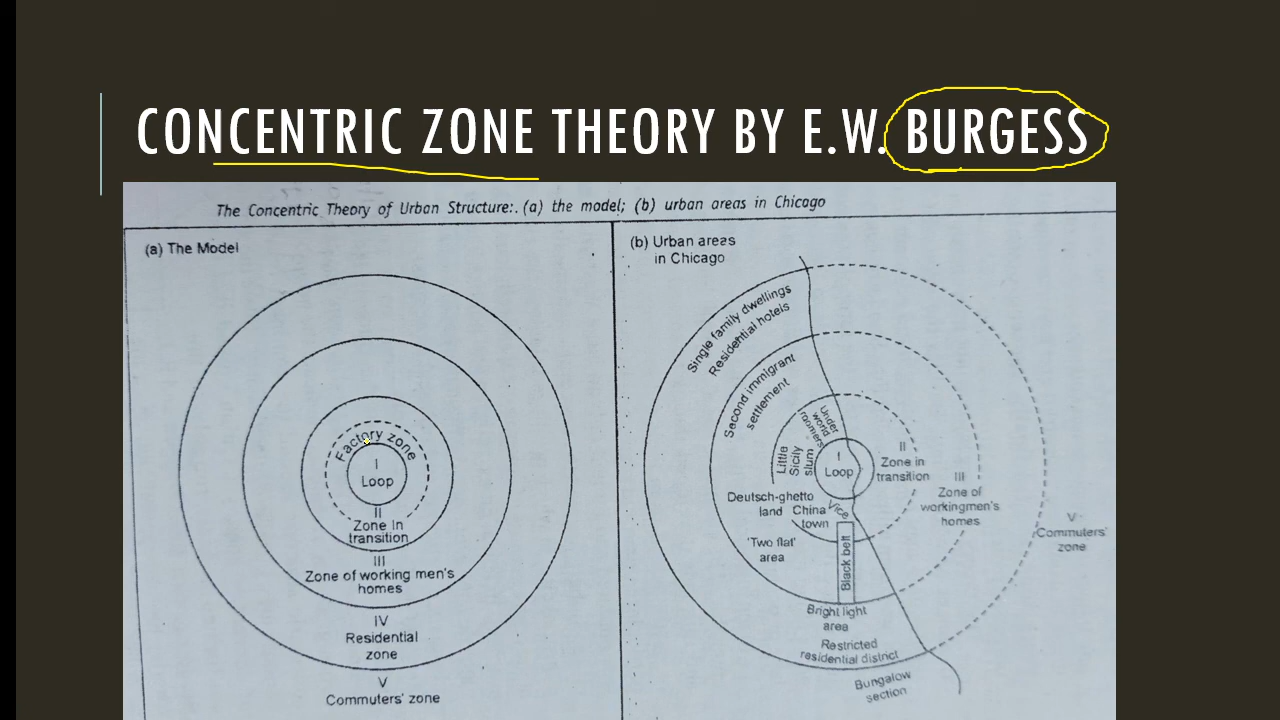 CONCENTRIC ZONE THEORY BY E.W. BURGESS
The Concentric Theory of Urban Structure:. (a) the model; (b) urban areas in Chicago
(a) The Model
Factory zone
I
Loop
II
Zone In
transition
III
Zone of working men's
homes
IV
Residential
zone
V
Commuters' zone
(b) Urban areas
in Chicago
Single family dwellings
Residential hotels
Second immigrant
settlement
Under
world
roomers
Little
Sicily
slum
I
Loop
II
Zone in
transition
III
Zone of
workingmen's
homes
V
Commuters'
zone
Deutsch-ghetto
land
China
town
Vice
'Two flat'
area
Black belt
Bright light
area
Restricted
residential district
Bungalow
section